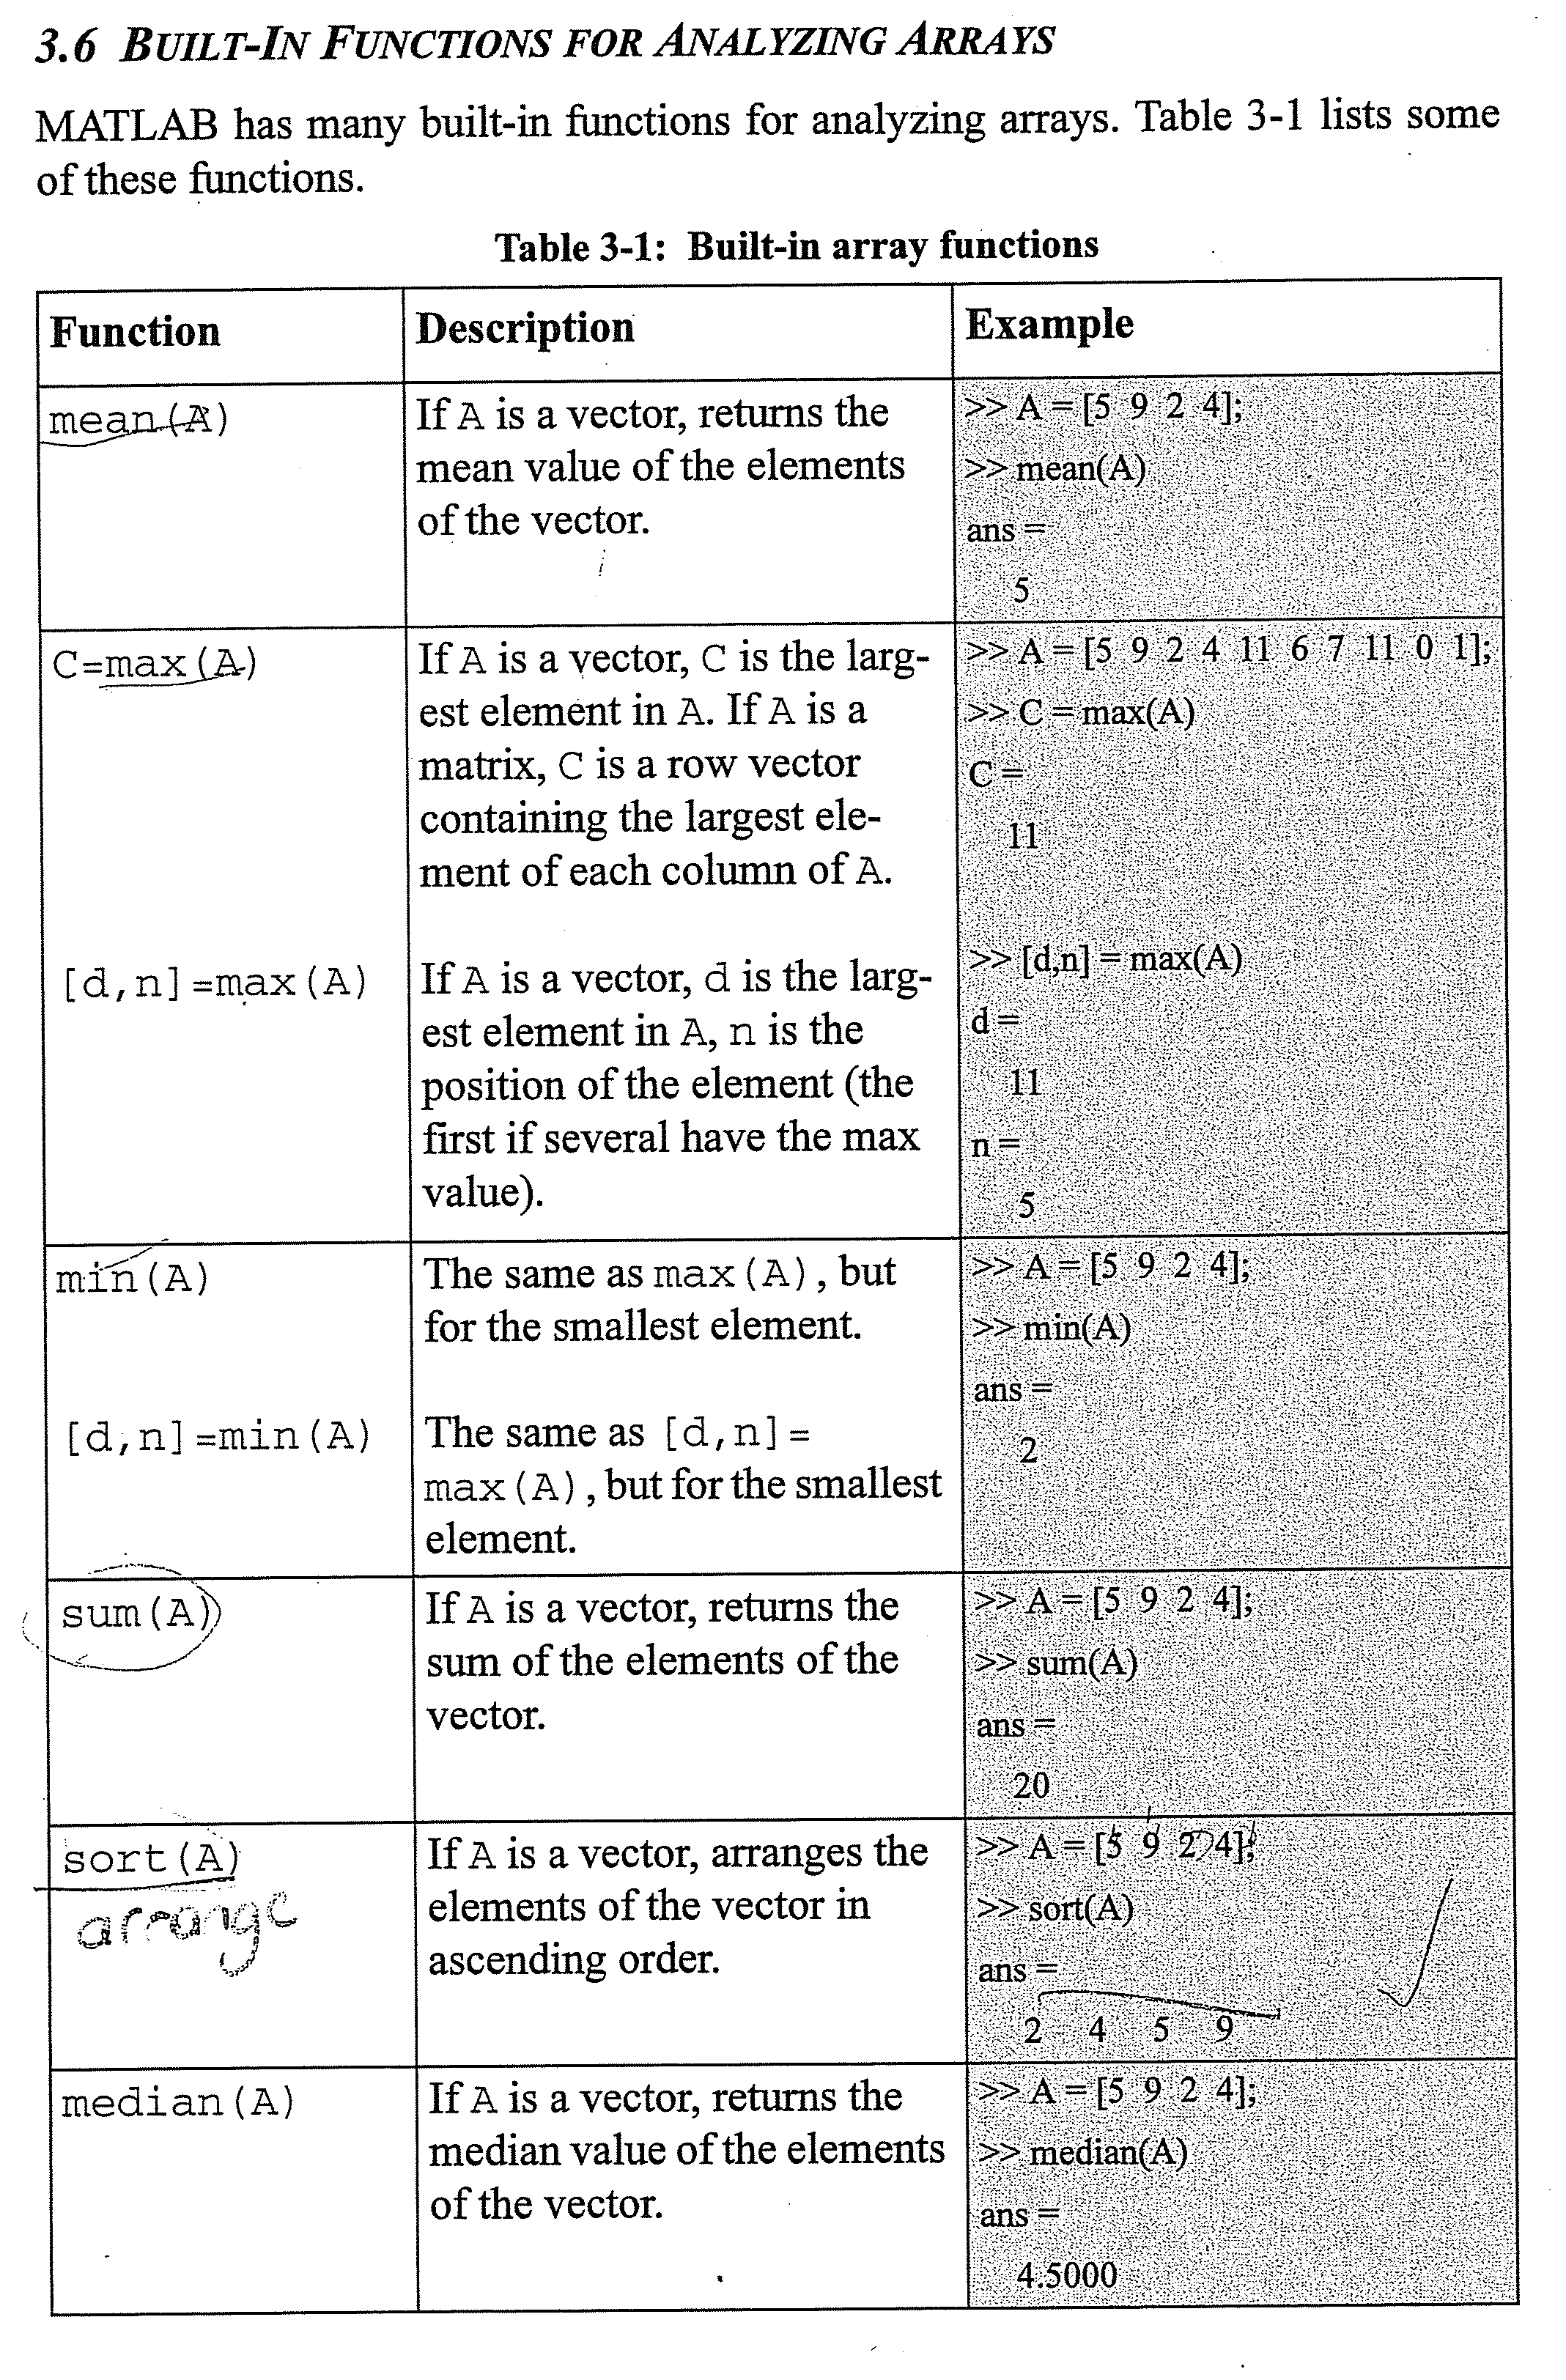 3.6 BUILT-IN FUNCTIONS FOR ANALYZING ARRAYS
MATLAB has many built-in functions for analyzing arrays. Table 3-1 lists some
of these functions.
Table 3-1: Built-in array functions
Function
Description
Example
mean(A)
If A is a vector, returns the
mean value of the elements
of the vector.
>> A = [5 9 2 4];
>> mean(A)
ans =
5
C=max(A)
If A is a vector, C is the larg-
est element in A. If A is a
matrix, C is a row vector
containing the largest ele-
ment of each column of A.
>> A = [5 9 2 4 11 6 7 11 0 1];
>> C = max(A)
C =
11
[d,n]=max(A)
If A is a vector, d is the larg-
est element in A, n is the
position of the element (the
first if several have the max
value).
>> [d,n] = max(A)
d =
11
n =
5
min(A)
The same as max(A), but
for the smallest element.
[d,n]=min(A)
The same as [d,n]=
max(A), but for the smallest
element.
>> A = [5 9 2 4];
>> min(A)
ans =
2
sum(A)
If A is a vector, returns the
sum of the elements of the
vector.
>> A = [5 9 2 4];
>> sum(A)
ans =
20
sort(A)
arrange
If A is a vector, arranges the
elements of the vector in
ascending order.
>> A = [5 9 2 4];
>> sort(A)
ans =
2 4 5 9
median(A)
If A is a vector, returns the
median value of the elements
of the vector.
>> A = [5 9 2 4];
>> median(A)
ans =
4.5000